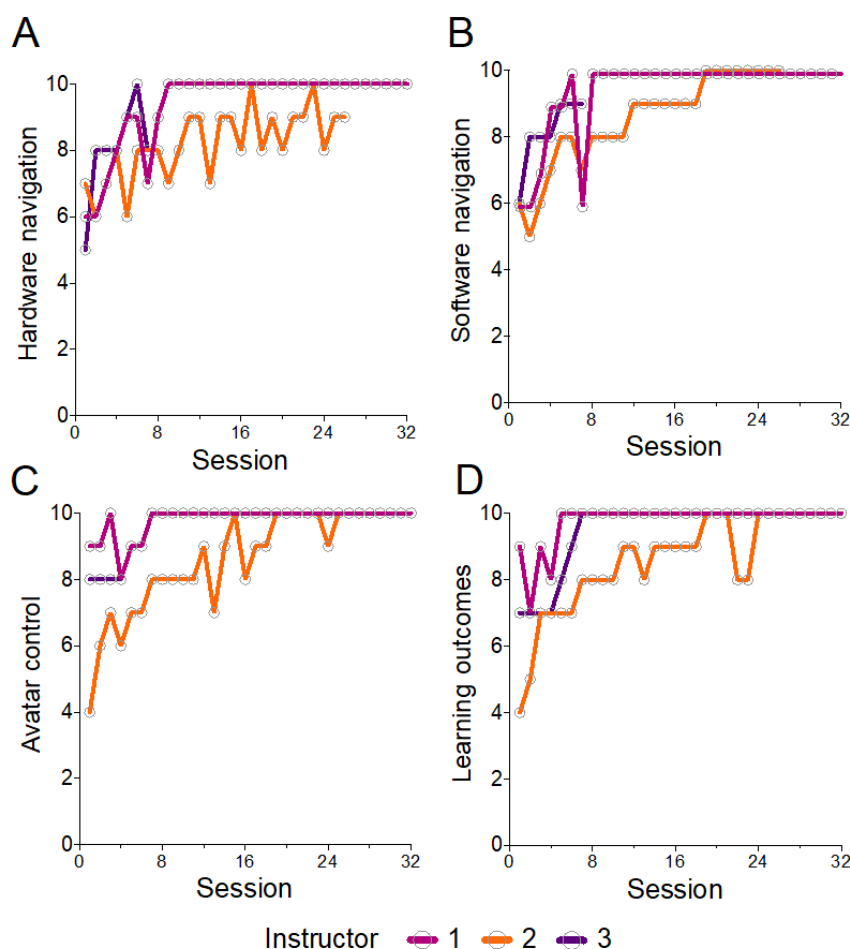 A
Hardware navigation
10
8
6
4
2
0
0 8 16 24 32
Session
B
Software navigation
10
8
6
4
2
0
0 8 16 24 32
Session
C
Avatar control
10
8
6
4
2
0
0 8 16 24 32
Session
D
Learning outcomes
10
8
6
4
2
0
0 8 16 24 32
Session
Instructor 1 2 3